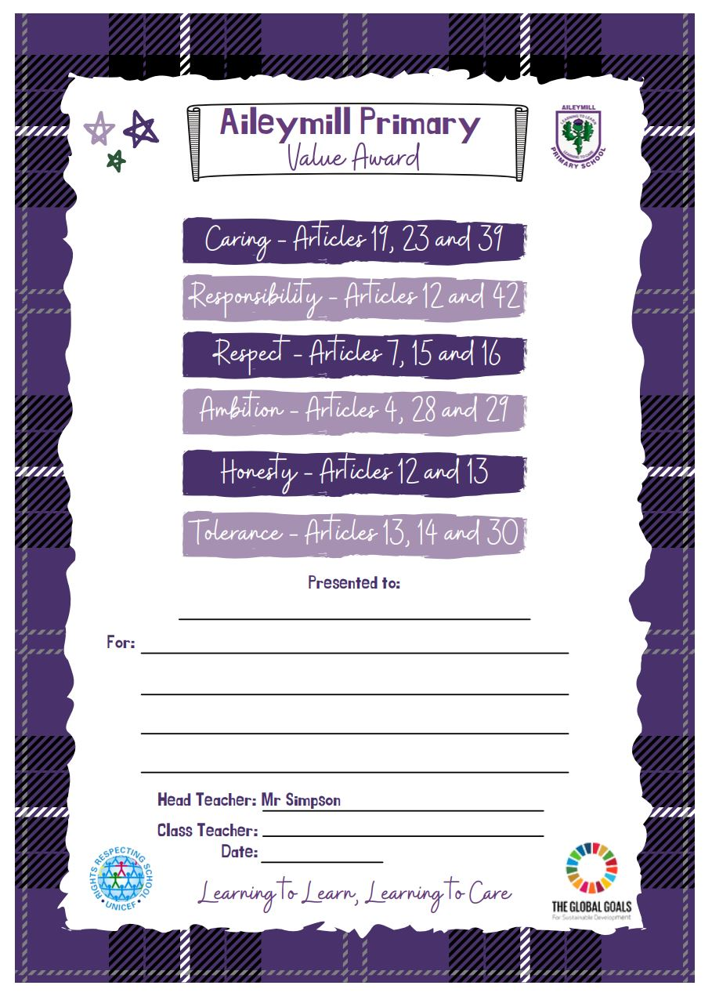 Aileymill Primary
Value Award
AILEYMILL
LEARNING TO LEARN
LEARNING TO CARE
PRIMARY SCHOOL
Caring - Articles 19, 23 and 39
Responsibility - Articles 12 and 42
Respect - Articles 7, 15 and 16
Ambition - Articles 4, 28 and 29
Honesty - Articles 12 and 13
Tolerance - Articles 13, 14 and 30
Presented to:
For:
Head Teacher: Mr Simpson
Class Teacher:
Date:
RIGHTS RESPECTING SCHOOL
• UNICEF •
Learning to Learn, Learning to Care
THE GLOBAL GOALS
For Sustainable Development